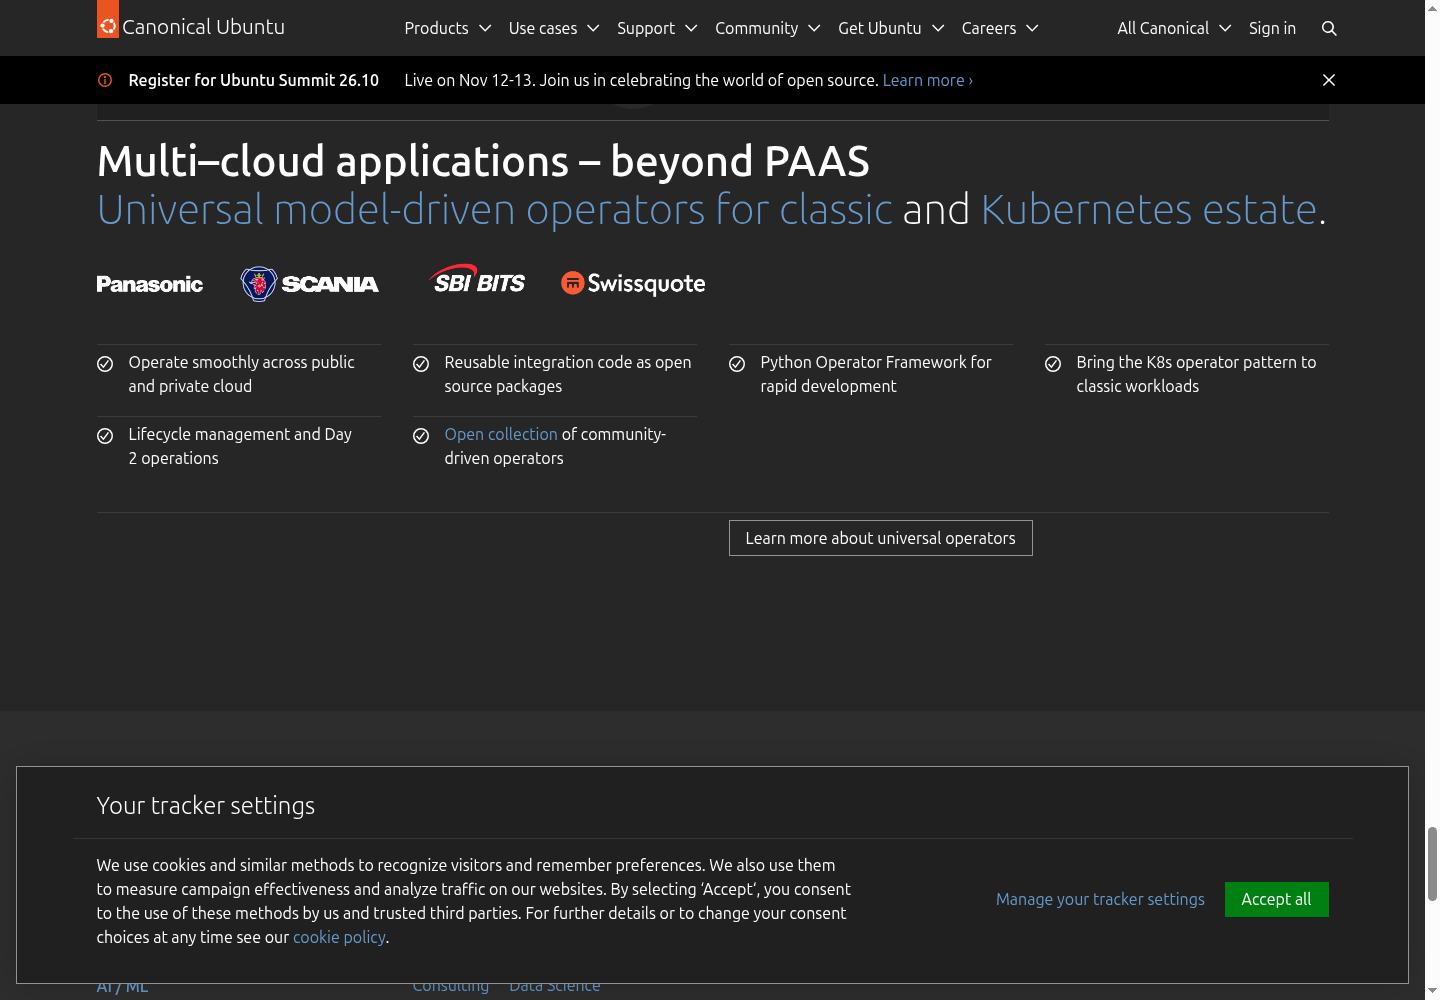 Canonical Ubuntu
Products Use cases Support Community Get Ubuntu Careers All Canonical Sign in
Register for Ubuntu Summit 26.10 Live on Nov 12-13. Join us in celebrating the world of open source. Learn more ›
Multi–cloud applications – beyond PAAS
Universal model-driven operators for classic and Kubernetes estate.
Panasonic SCANIA SBI BITS Swissquote
Operate smoothly across public
and private cloud
Reusable integration code as open
source packages
Python Operator Framework for
rapid development
Bring the K8s operator pattern to
classic workloads
Lifecycle management and Day
2 operations
Open collection of community-
driven operators
Learn more about universal operators
Your tracker settings
We use cookies and similar methods to recognize visitors and remember preferences. We also use them
to measure campaign effectiveness and analyze traffic on our websites. By selecting ‘Accept‘, you consent
to the use of these methods by us and trusted third parties. For further details or to change your consent
choices at any time see our cookie policy.
Manage your tracker settings
Accept all
AI / ML
Consulting Data Science